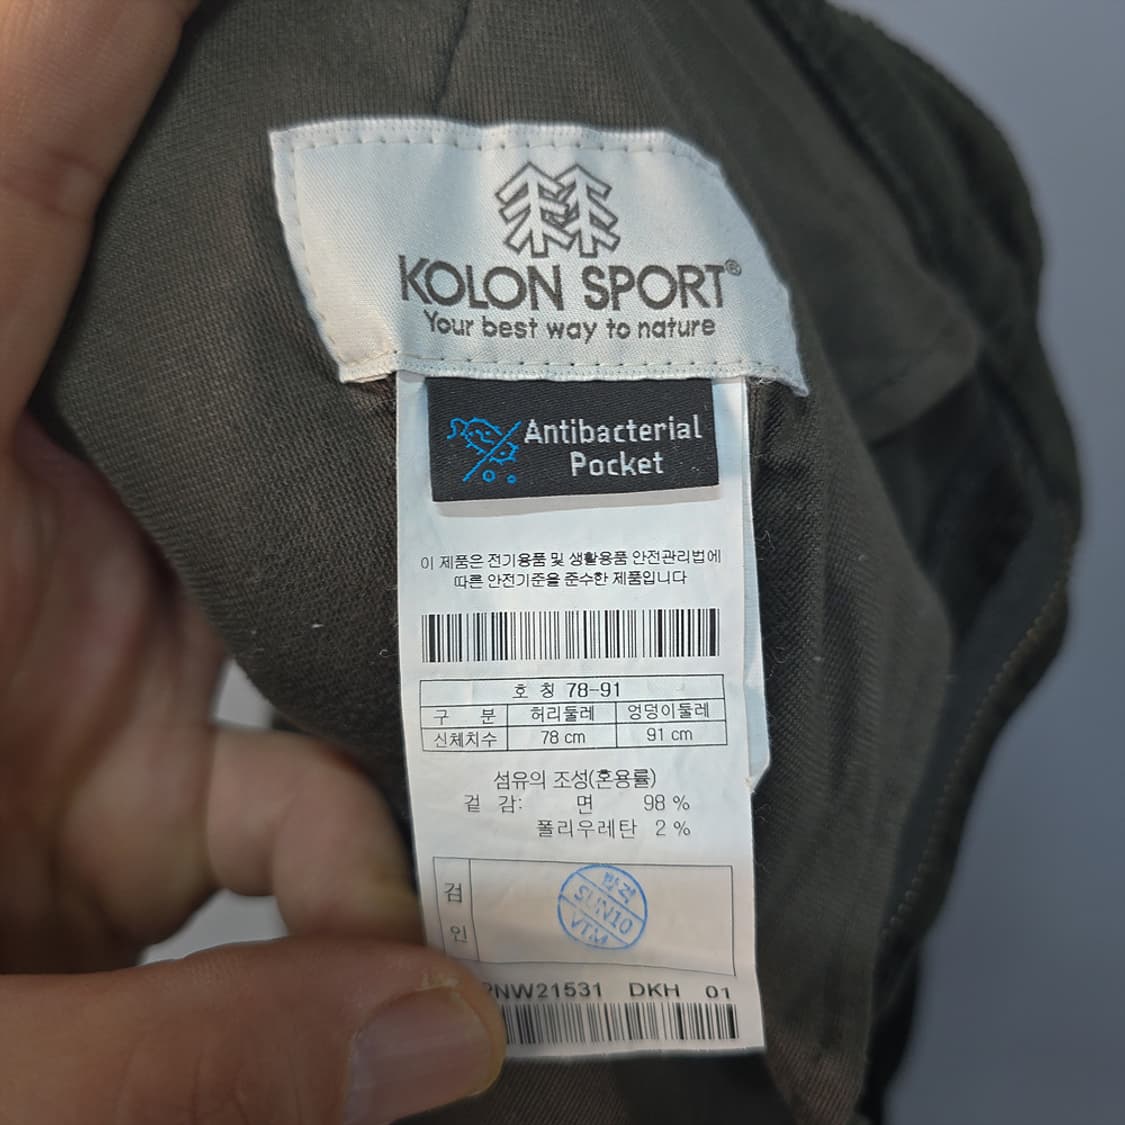 KOLON SPORT®
Your best way to nature
Antibacterial
Pocket
이 제품은 전기용품 및 생활용품 안전관리법에
따른 안전기준을 준수한 제품입니다
호 칭 78-91
구 분 허리둘레 엉덩이둘레
신체치수 78 cm 91 cm
섬유의 조성(혼용률)
겉 감: 면 98 %
폴리우레탄 2 %
검
인
합격
SUN10
VTM
DKH 01